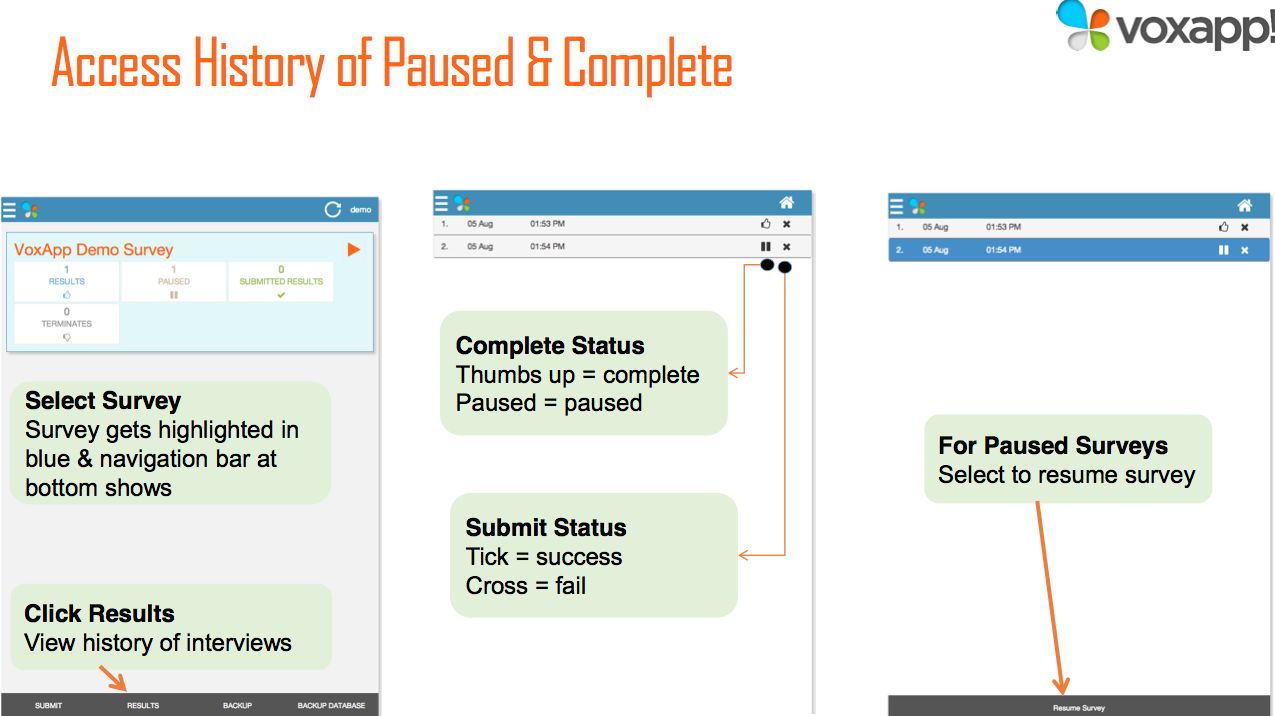 Access History of Paused & Complete
voxapp!
demo
VoxApp Demo Survey
1
RESULTS
1
PAUSED
0
SUBMITTED RESULTS
0
TERMINATES
Select Survey
Survey gets highlighted in
blue & navigation bar at
bottom shows
Click Results
View history of interviews
SUBMIT RESULTS BACKUP BACKUP DATABASE
1. 05 Aug 01:53 PM
2. 05 Aug 01:54 PM
Complete Status
Thumbs up = complete
Paused = paused
Submit Status
Tick = success
Cross = fail
1. 05 Aug 01:53 PM
2. 05 Aug 01:54 PM
For Paused Surveys
Select to resume survey
Resume Survey